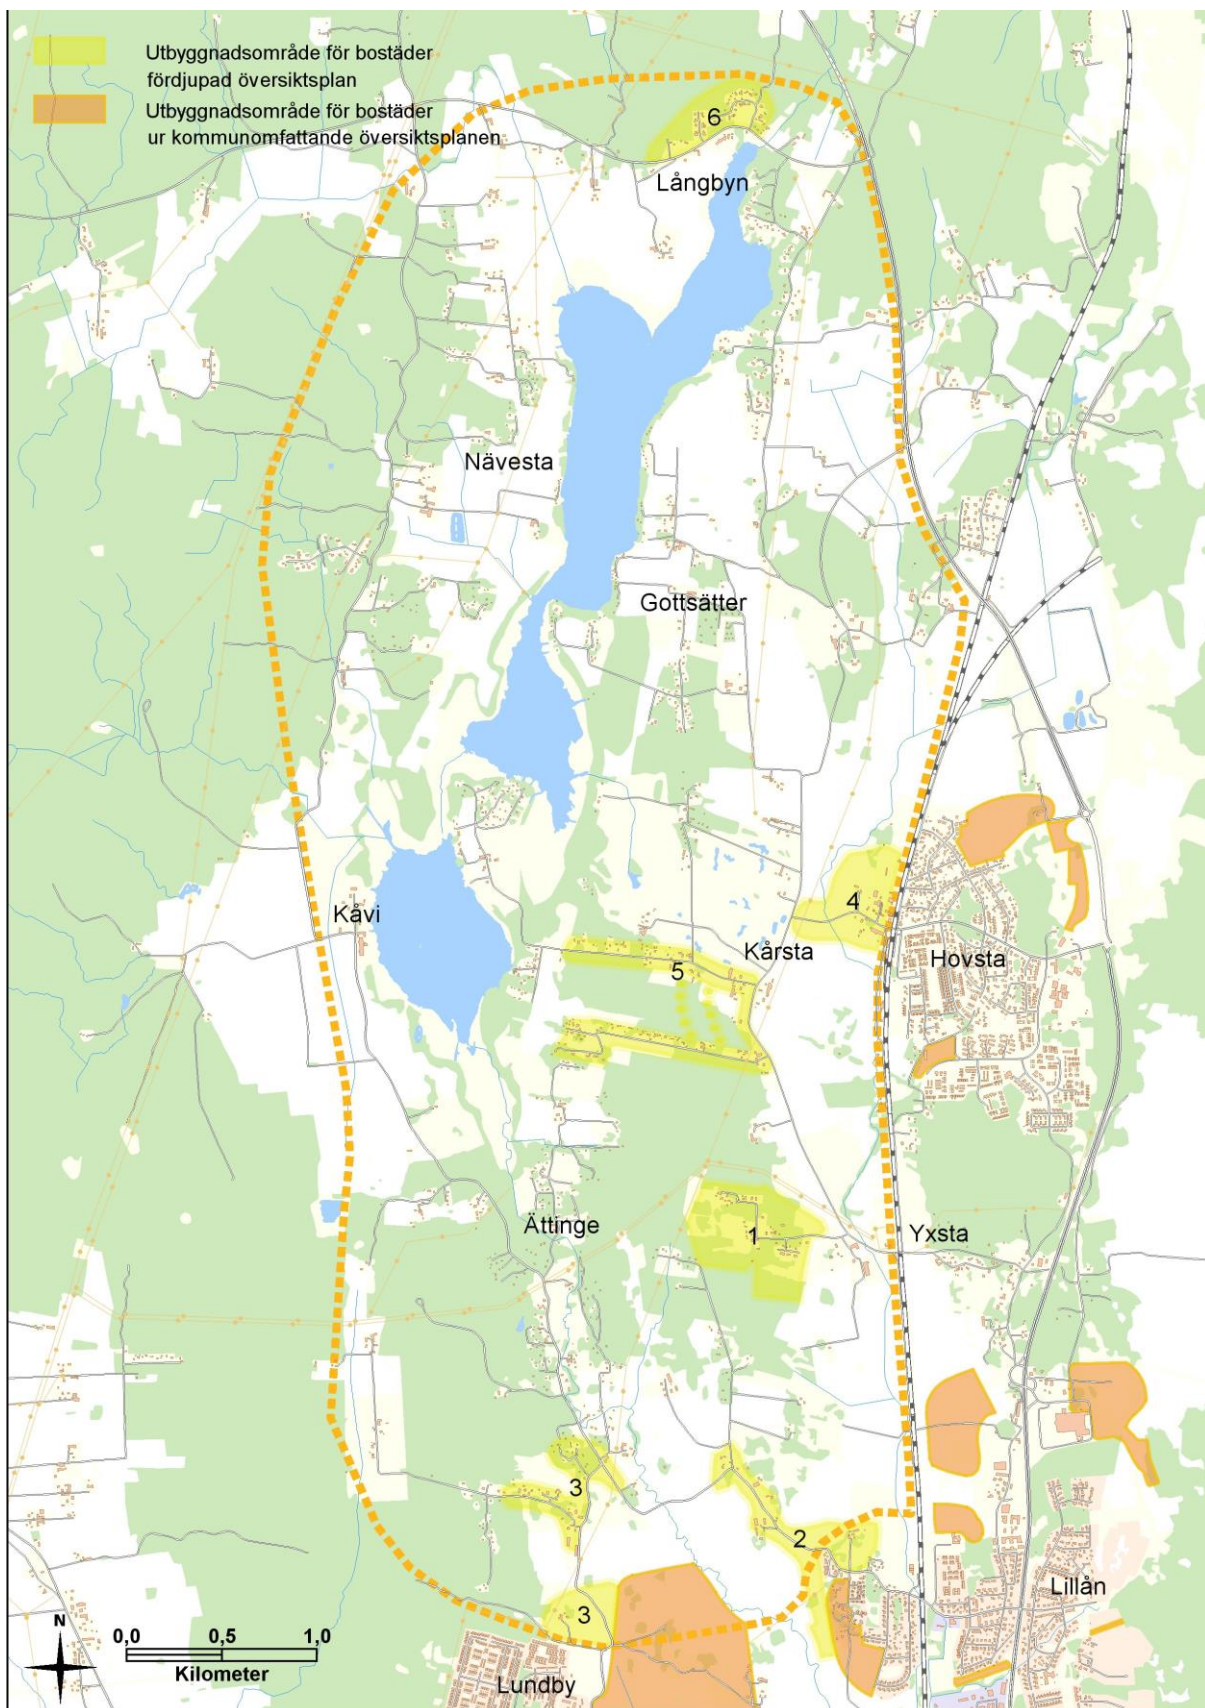 Utbyggnadsområde för bostäder
fördjupad översiktsplan
Utbyggnadsområde för bostäder
ur kommunomfattande översiktsplanen
6
Långbyn
Nävesta
Gottsätter
4
Kåvi
Kårsta
Hovsta
5
Ättinge
1
Yxsta
3
2
Lillån
3
N
0,0
0,5
1,0
Kilometer
Lundby